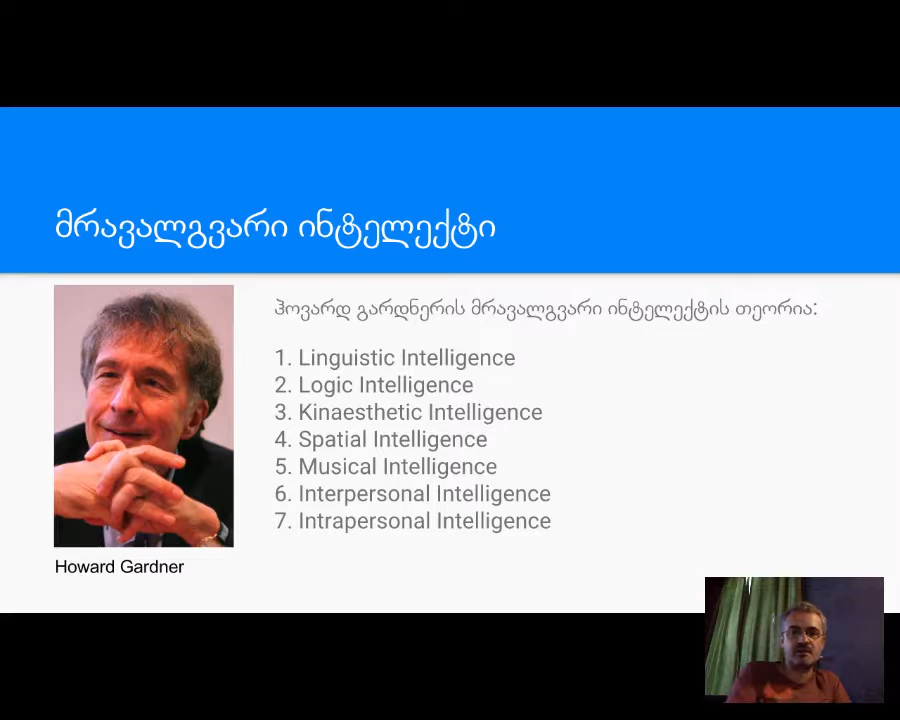 მრავალგვარი ინტელექტი
ჰოვარდ გარდნერის მრავალგვარი ინტელექტის თეორია:
1. Linguistic Intelligence
2. Logic Intelligence
3. Kinaesthetic Intelligence
4. Spatial Intelligence
5. Musical Intelligence
6. Interpersonal Intelligence
7. Intrapersonal Intelligence
Howard Gardner